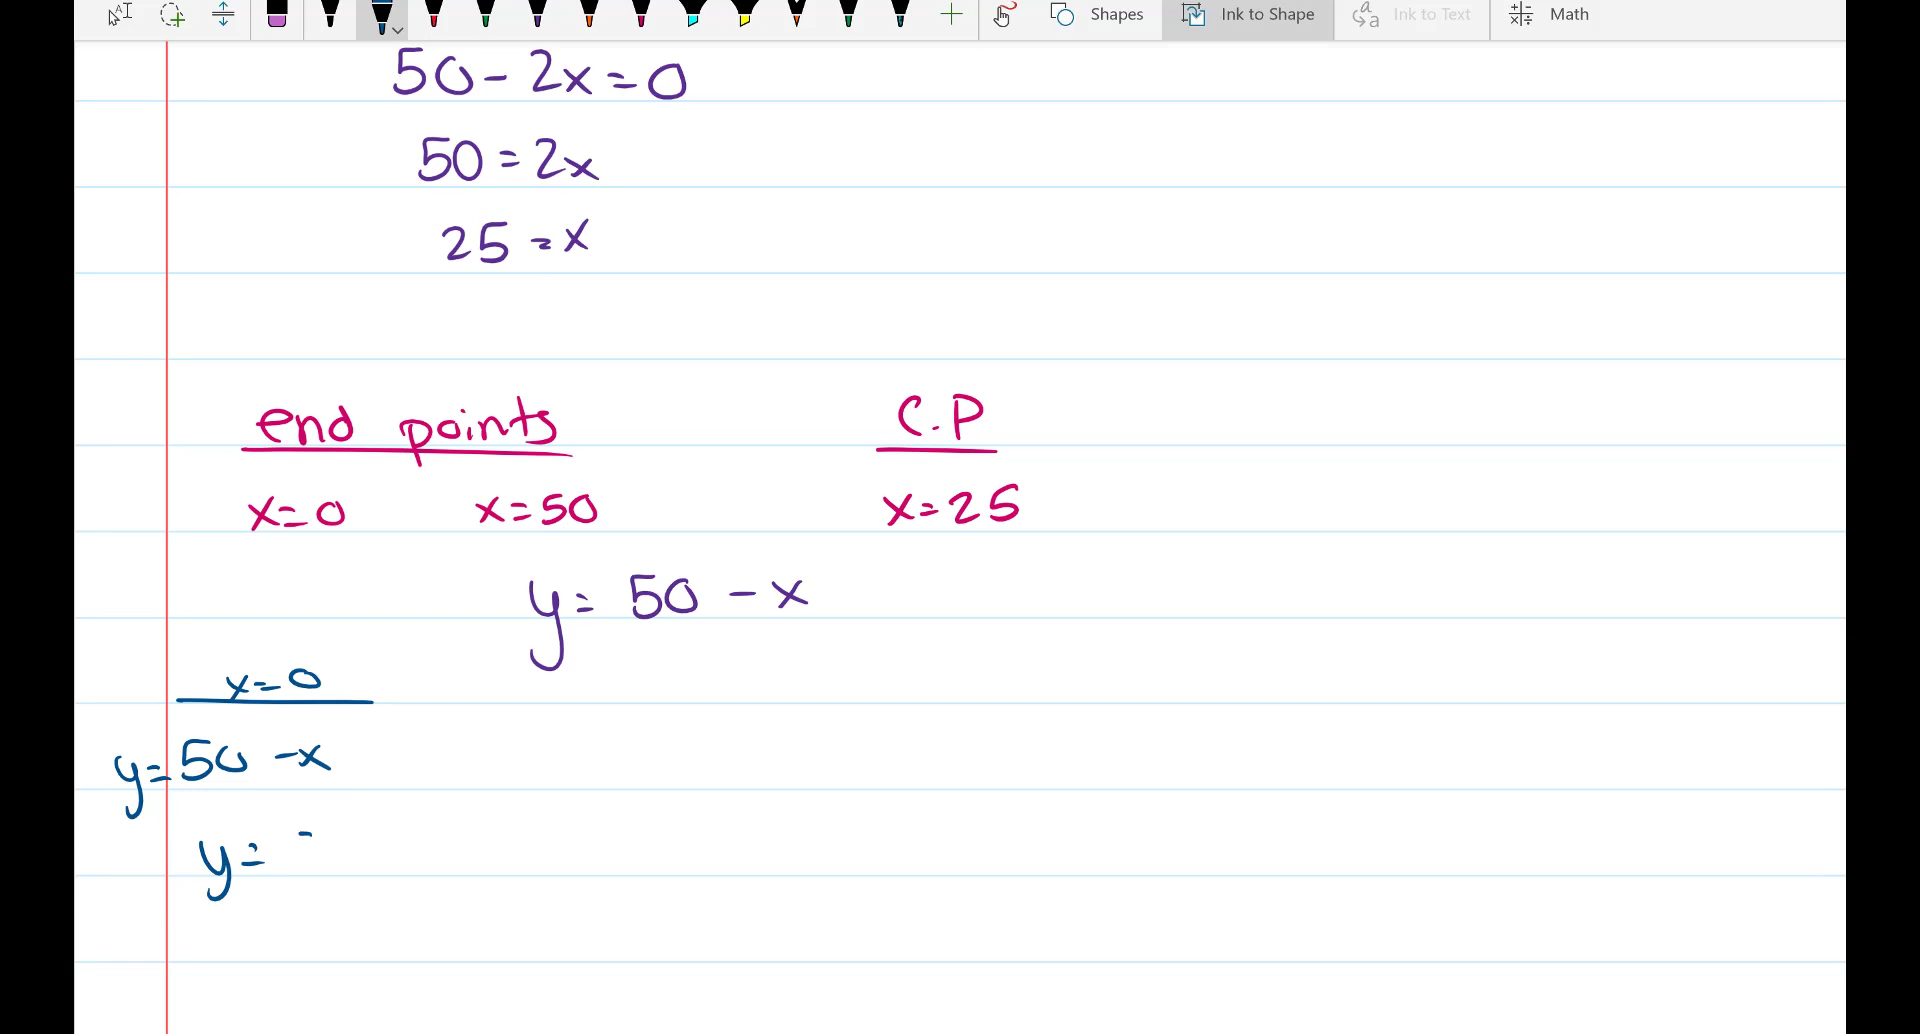 Shapes Ink to Shape Ink to Text Math
50 - 2x = 0
50 = 2x
25 = x
end points C.P
x=0 x=50 x=25
y= 50 - x
x=0
y= 50 -x
y=